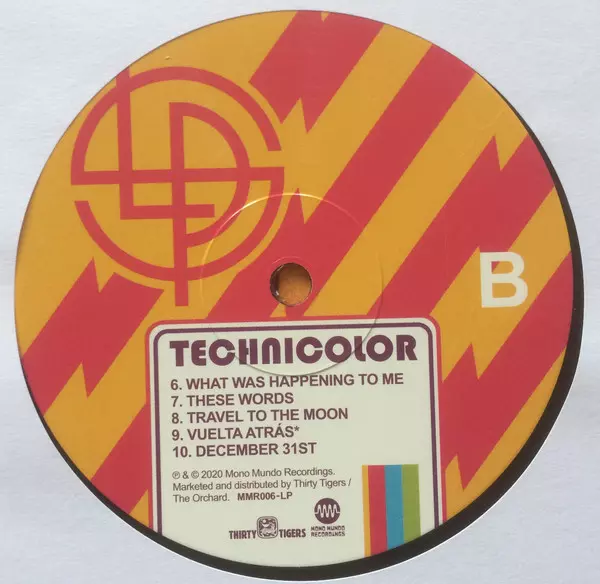 B
TECHNICOLOR
6. WHAT WAS HAPPENING TO ME
7. THESE WORDS
8. TRAVEL TO THE MOON
9. VUELTA ATRÁS*
10. DECEMBER 31ST
℗ & © 2020 Mono Mundo Recordings.
Marketed and distributed by Thirty Tigers /
The Orchard. MMR006-LP
THIRTY TIGERS
MONO MUNDO
RECORDINGS